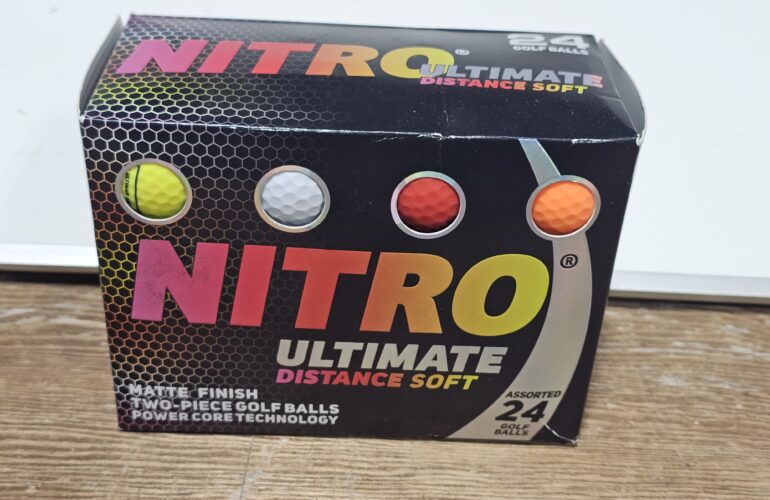 24
GOLF BALLS
NITRO®
ULTIMATE
DISTANCE SOFT
NITRO®
ULTIMATE
DISTANCE SOFT
MATTE FINISH
TWO-PIECE GOLF BALLS
POWER CORE TECHNOLOGY
ASSORTED
24
GOLF
BALLS